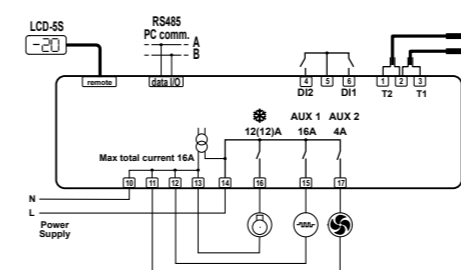 LCD-5S
-20
RS485
PC comm.
A
B
remote
data I/O
4 5 6
DI2 DI1
1 2 3
T2 T1
12(12)A
AUX 1
16A
AUX 2
4A
Max total current 16A
10 11 12 13 14 16 15 17
N
L
Power
Supply